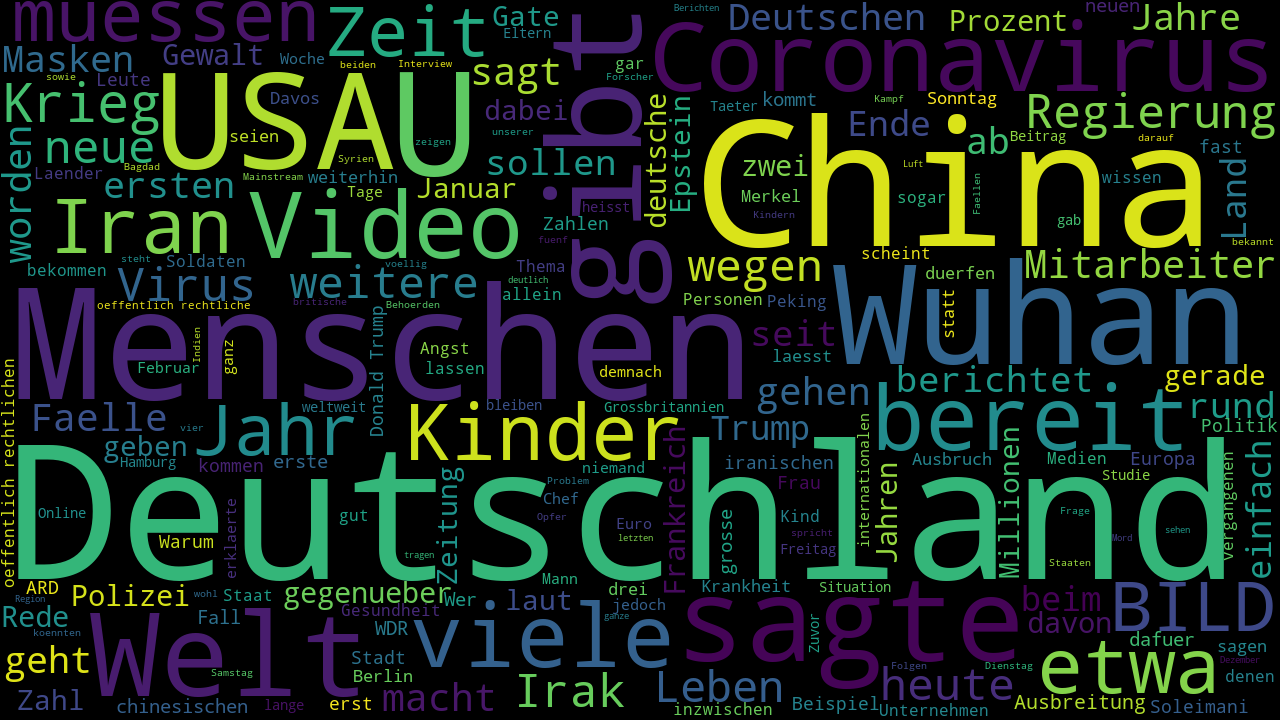 muessen Zeit Gate Berichten Deutschen Prozent neuen Jahre
Eltern
Masken Gewalt Woche beiden Interview sagt gibt gar Coronavirus
sowie Leute Forscher
Krieg USAU Davos dabei deutsche Epstein Taeter kommt Kampf Sonntag Regierung
neue seien zeigen unserer Ende ab Beitrag darauf fast
worden Bagdad Syrien sollen China zwei Luft
Laender Mainstream weiterhin wissen Land
ersten Tage Januar Merkel sogar Faellen
Iran Video heisst Zahlen Kindern gab
fuenf bekannt
steht voellig scheint
bekommen Soldaten Thema wegen duerfen Mitarbeiter
Virus weitere deutlich
oeffentlich rechtliche britische Behoerden allein Personen Peking statt Wuhan
Menschen seit
Indien ganz Donald Trump Angst laesst
Februar lassen demnach gehen berichtet gerade
oeffentlich rechtlichen Faelle weltweit bleiben Grossbritannien bereit rund
vier Jahr Kinder Trump Politik
geben Frankreich internationalen
Hamburg kommen erste Zeitung niemand iranischen Ausbruch Medien Europa einfach
Deutschland Problem Chef Frau Jahren Millionen Studie vergangenen
Online erklaerte gut Opfer Euro grosse Kind Frage
Warum letzten spricht Mord sehen
tragen Freitag Staaten
ARD Polizei Staat gegenueber Mann drei Krankheit Situation
Region wohl Wer laut jedoch sagte beim BILD
Rede Fall Gesundheit ganze Zuvor davon
koennten Welt WDR viele dafuer sagen
geht Stadt etwa
Samstag Berlin Irak Leben Folgen heute Dienstag Dezember denen
Zahl chinesischen lange erst macht inzwischen Beispiel Unternehmen Ausbreitung Soleimani